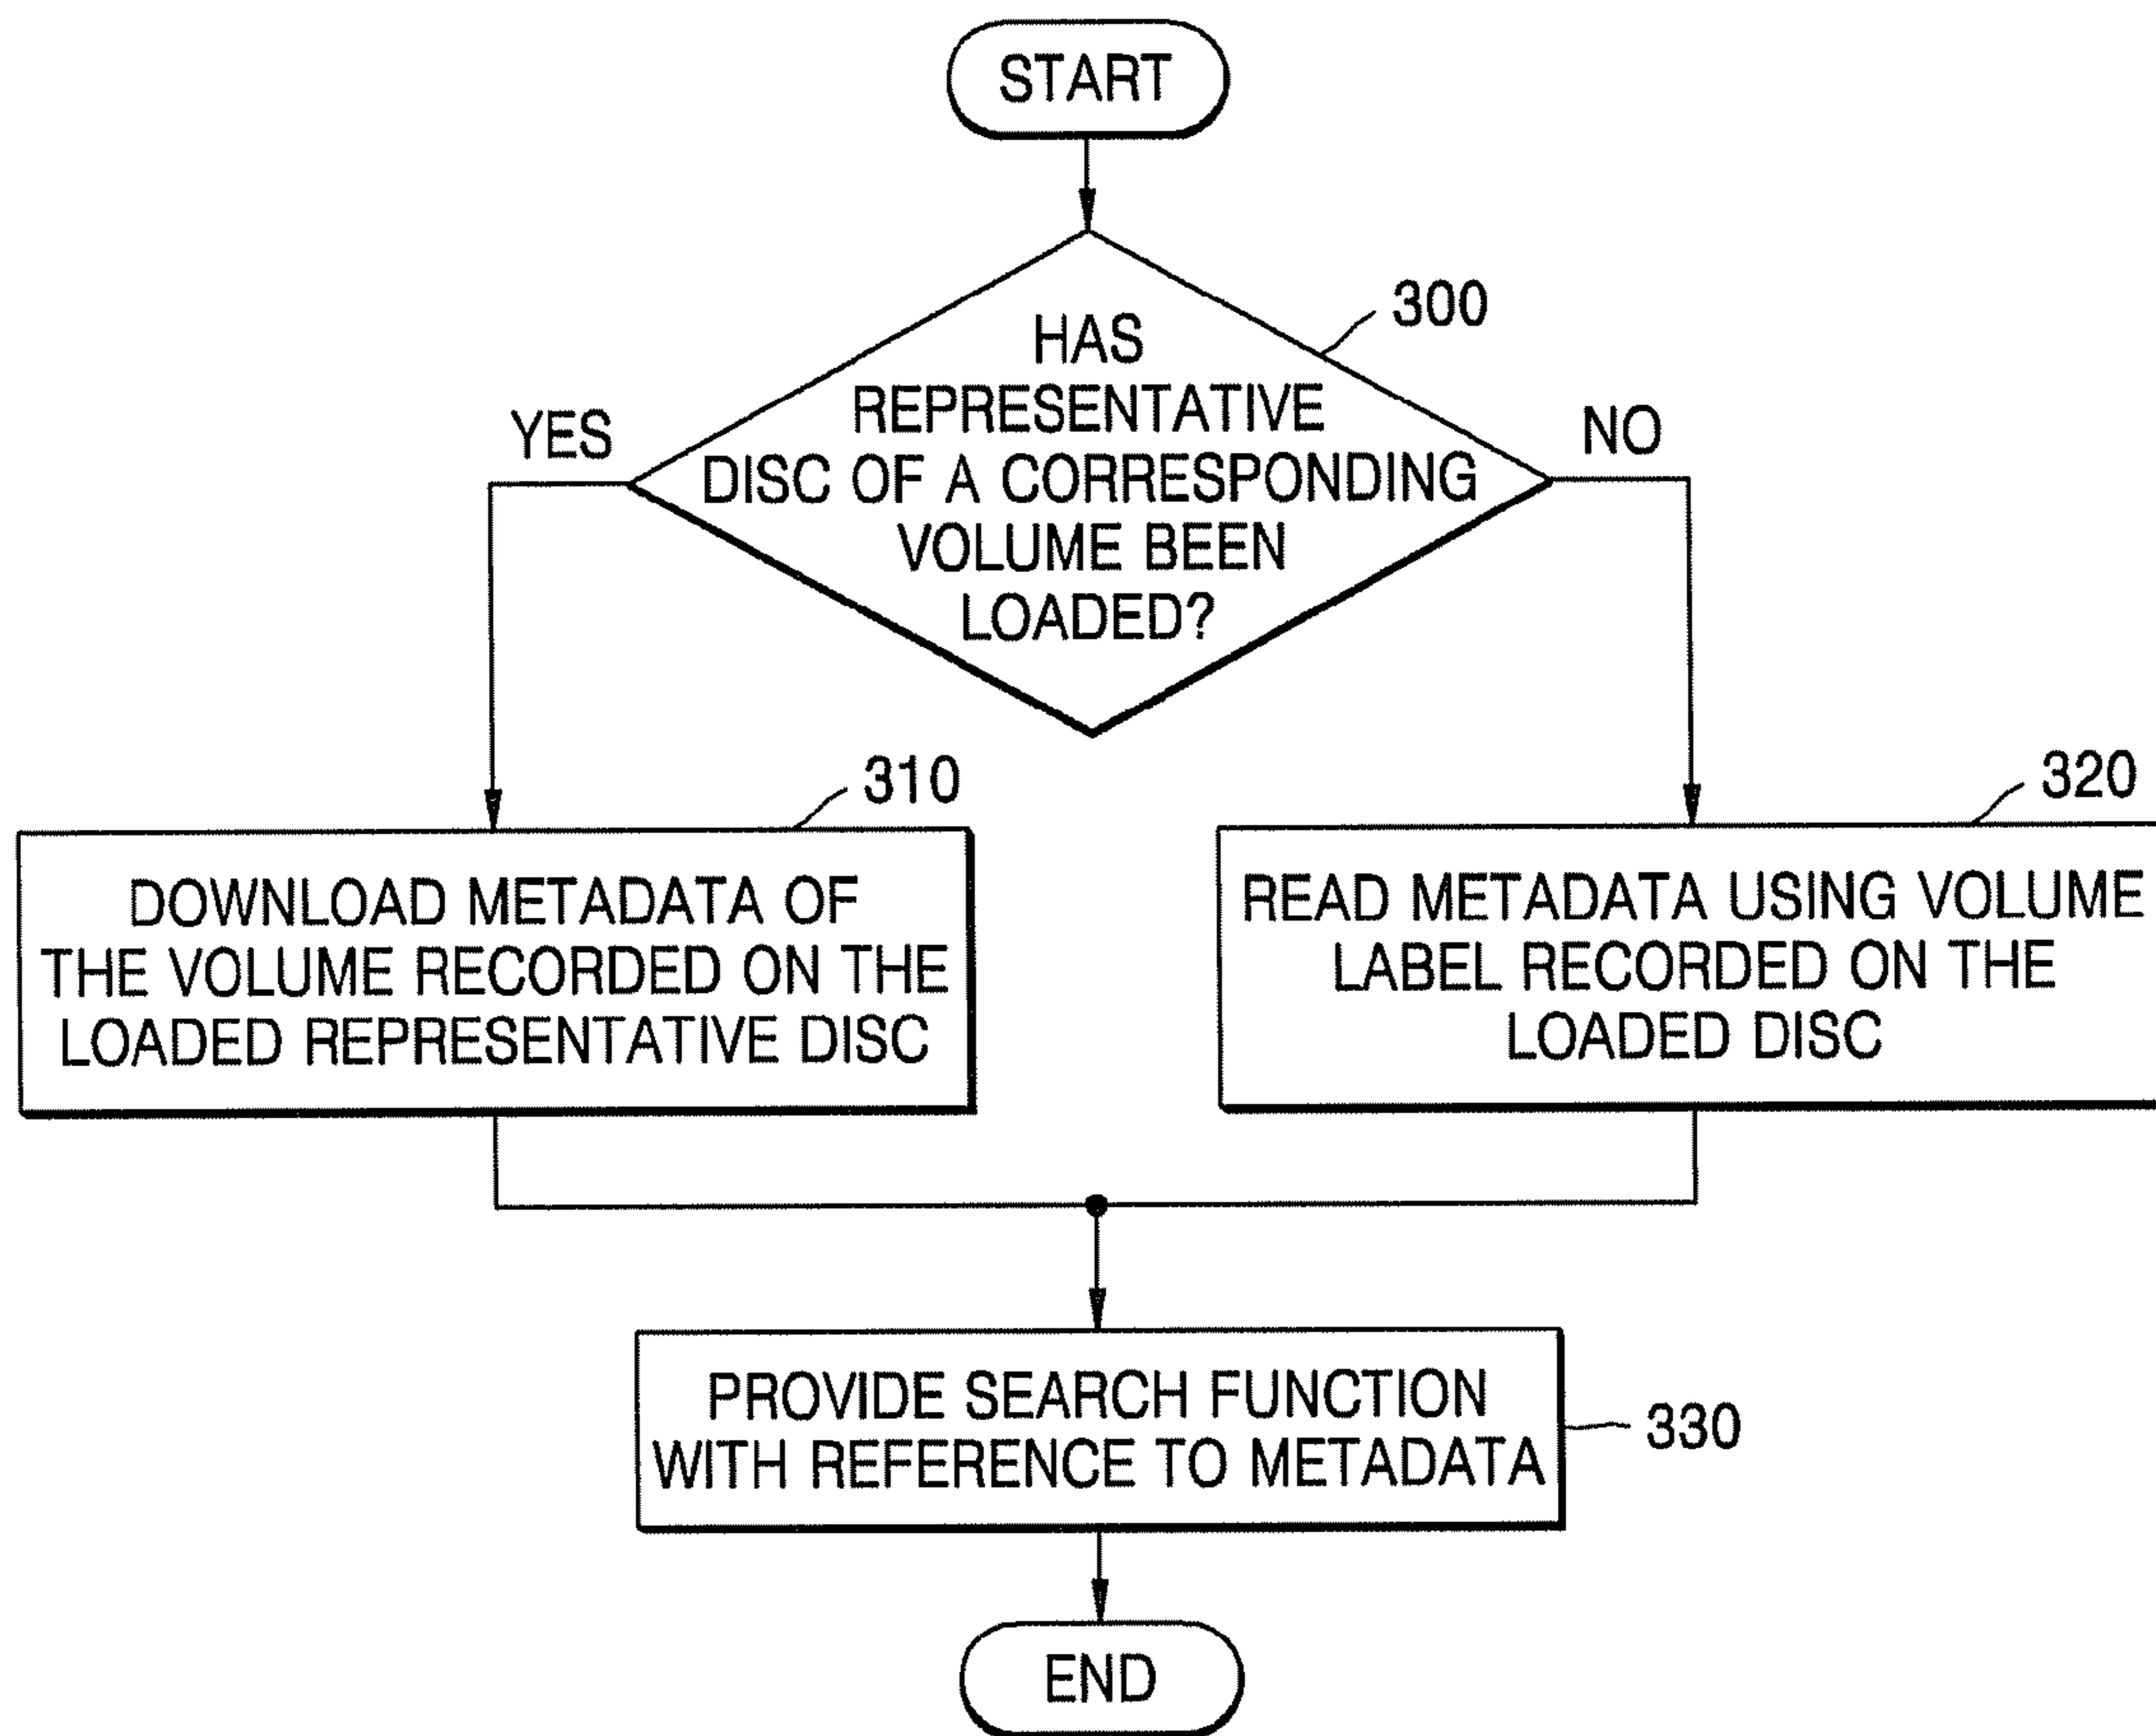 START
300
HAS
REPRESENTATIVE
DISC OF A CORRESPONDING
VOLUME BEEN
LOADED?
YES
NO
310
DOWNLOAD METADATA OF
THE VOLUME RECORDED ON THE
LOADED REPRESENTATIVE DISC
320
READ METADATA USING VOLUME
LABEL RECORDED ON THE
LOADED DISC
PROVIDE SEARCH FUNCTION
WITH REFERENCE TO METADATA
330
END